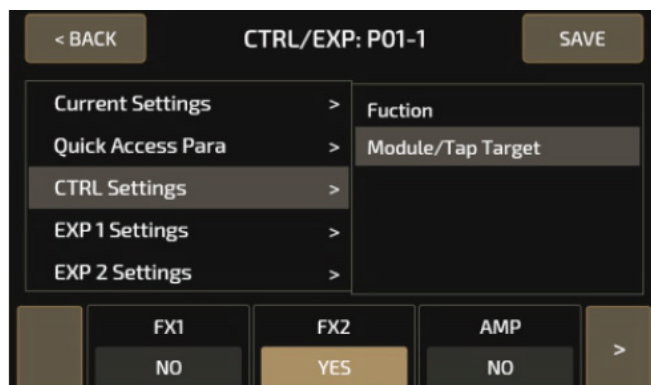 < BACK
CTRL/EXP: P01-1
SAVE
Current Settings >
Quick Access Para >
CTRL Settings >
EXP 1 Settings >
EXP 2 Settings >
Fuction
Module/Tap Target
FX1 FX2 AMP
NO YES NO >